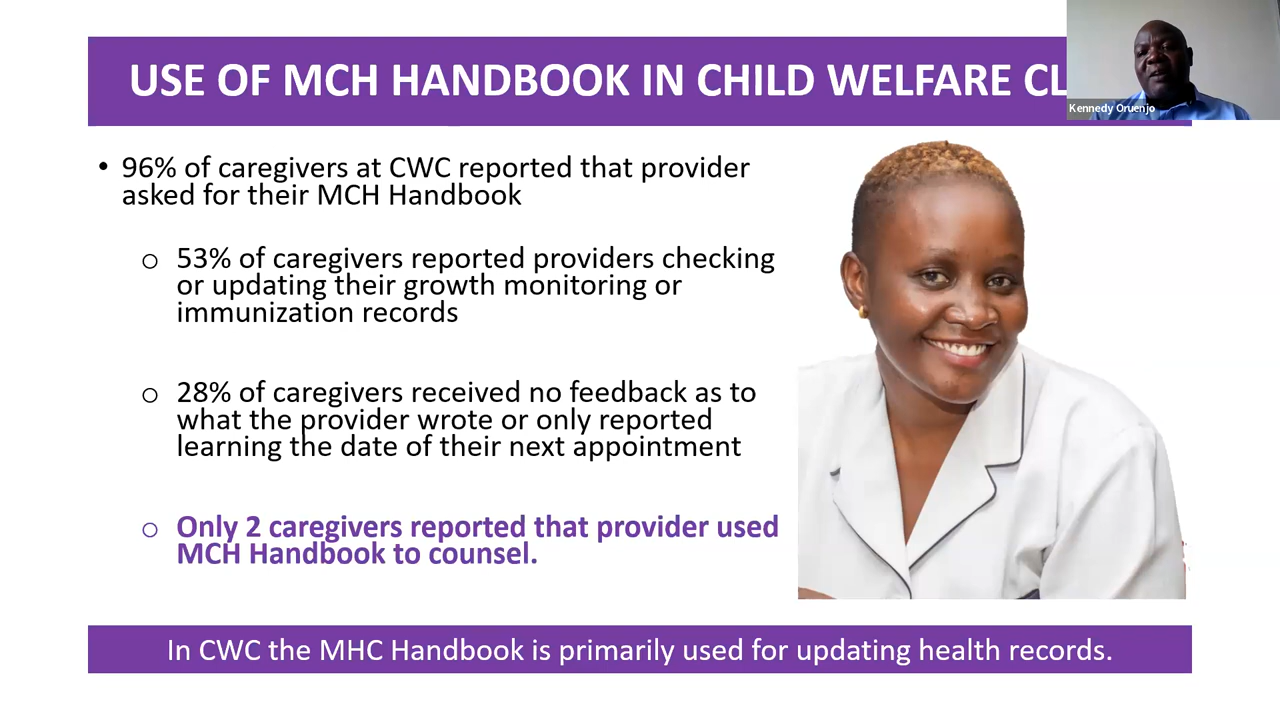 USE OF MCH HANDBOOK IN CHILD WELFARE CL
Kennedy Oruenjo
• 96% of caregivers at CWC reported that provider
asked for their MCH Handbook
o 53% of caregivers reported providers checking
or updating their growth monitoring or
immunization records
o 28% of caregivers received no feedback as to
what the provider wrote or only reported
learning the date of their next appointment
o Only 2 caregivers reported that provider used
MCH Handbook to counsel.
In CWC the MHC Handbook is primarily used for updating health records.